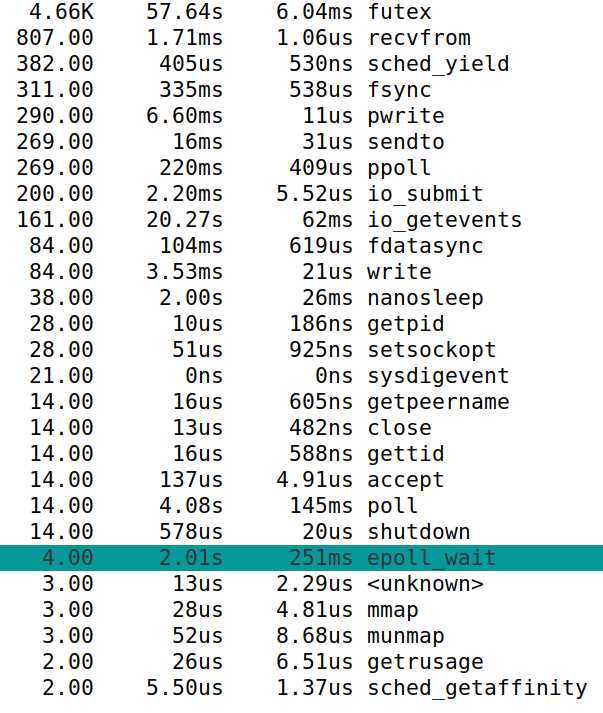 4.66K 57.64s 6.04ms futex
807.00 1.71ms 1.06us recvfrom
382.00 405us 530ns sched_yield
311.00 335ms 538us fsync
290.00 6.60ms 11us pwrite
269.00 16ms 31us sendto
269.00 220ms 409us ppoll
200.00 2.20ms 5.52us io_submit
161.00 20.27s 62ms io_getevents
84.00 104ms 619us fdatasync
84.00 3.53ms 21us write
38.00 2.00s 26ms nanosleep
28.00 10us 186ns getpid
28.00 51us 925ns setsockopt
21.00 0ns 0ns sysdigevent
14.00 16us 605ns getpeername
14.00 13us 482ns close
14.00 16us 588ns gettid
14.00 137us 4.91us accept
14.00 4.08s 145ms poll
14.00 578us 20us shutdown
4.00 2.01s 251ms epoll_wait
3.00 13us 2.29us <unknown>
3.00 28us 4.81us mmap
3.00 52us 8.68us munmap
2.00 26us 6.51us getrusage
2.00 5.50us 1.37us sched_getaffinity